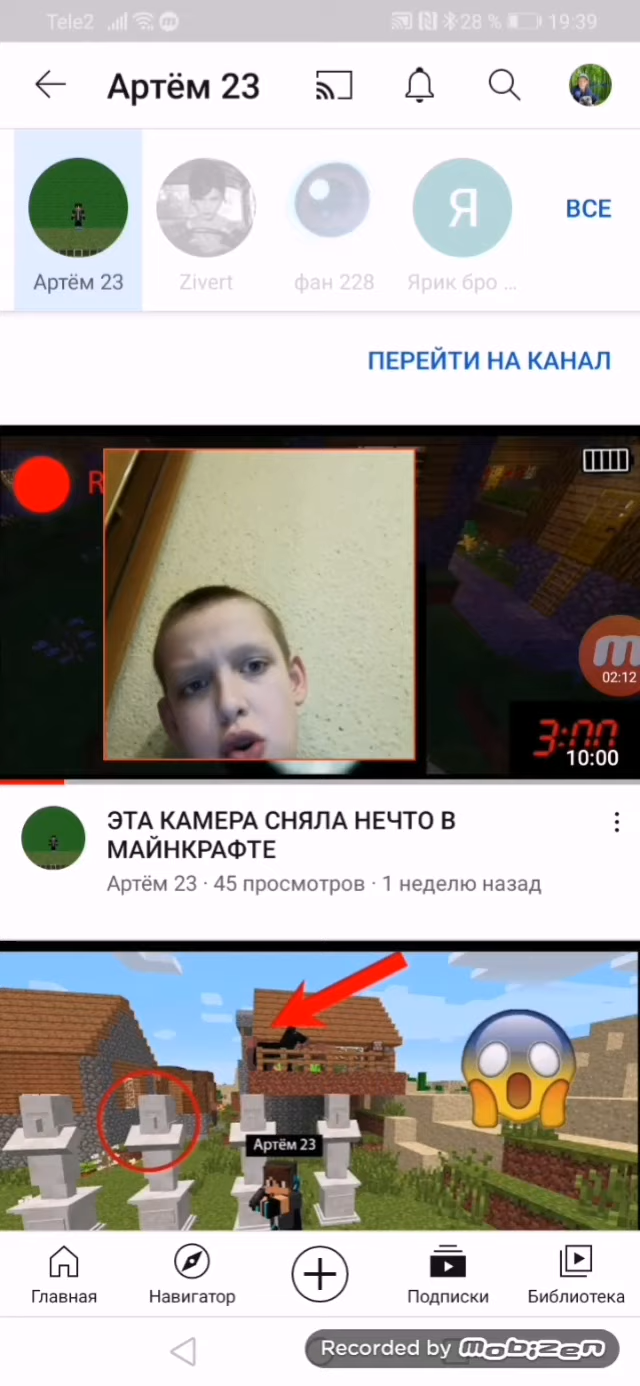 Tele2 28 % 19:39
Артём 23
Я
Артём 23 Zivert фан 228 Ярик бро ... ВСЕ
ПЕРЕЙТИ НА КАНАЛ
R
02:12
3:00
10:00
ЭТА КАМЕРА СНЯЛА НЕЧТО В
МАЙНКРАФТЕ
Артём 23 · 45 просмотров · 1 неделю назад
Артём 23
Главная Навигатор Подписки Библиотека
Recorded by mobizen